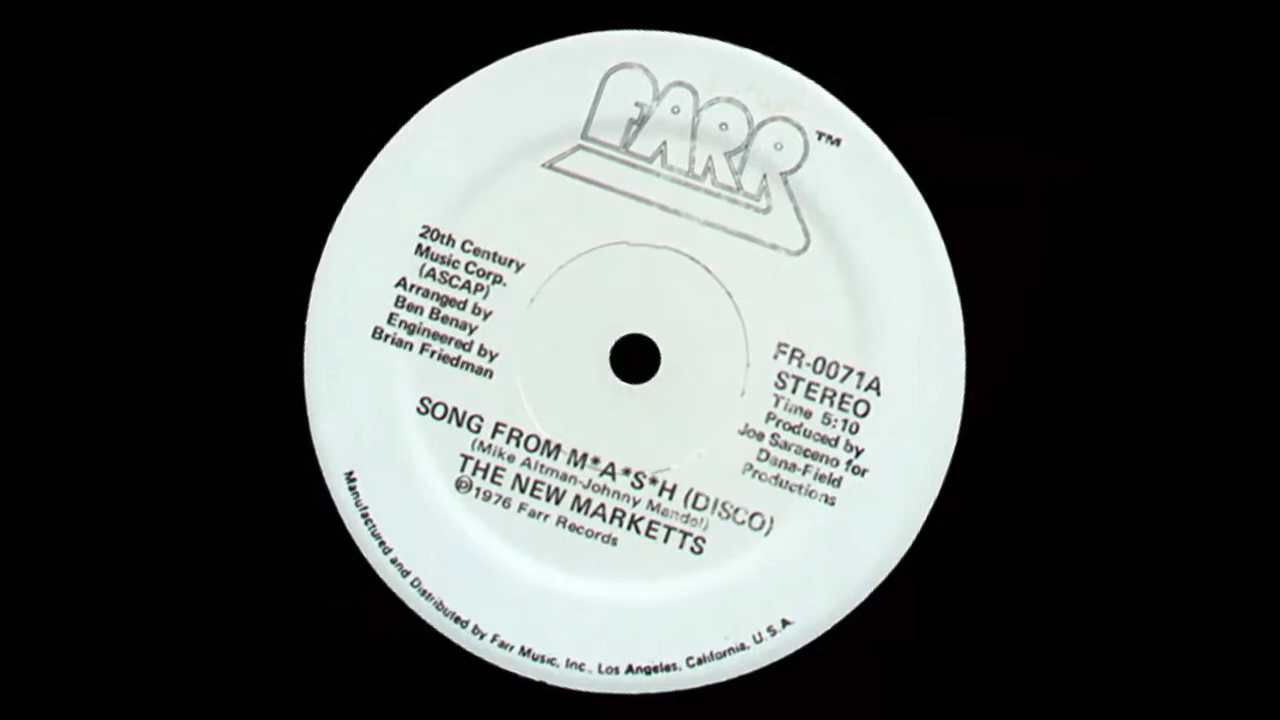 FARR™
20th Century
Music Corp.
(ASCAP)
Arranged by
Ben Benay
Engineered by
Brian Friedman
FR-0071A
STEREO
Time 5:10
Produced by
Joe Saraceno for
Dana-Field
Productions
SONG FROM M*A*S*H (DISCO)
(Mike Altman-Johnny Mandel)
THE NEW MARKETTS
℗1976 Farr Records
Manufactured and Distributed by Farr Music, Inc., Los Angeles, California, U.S.A.